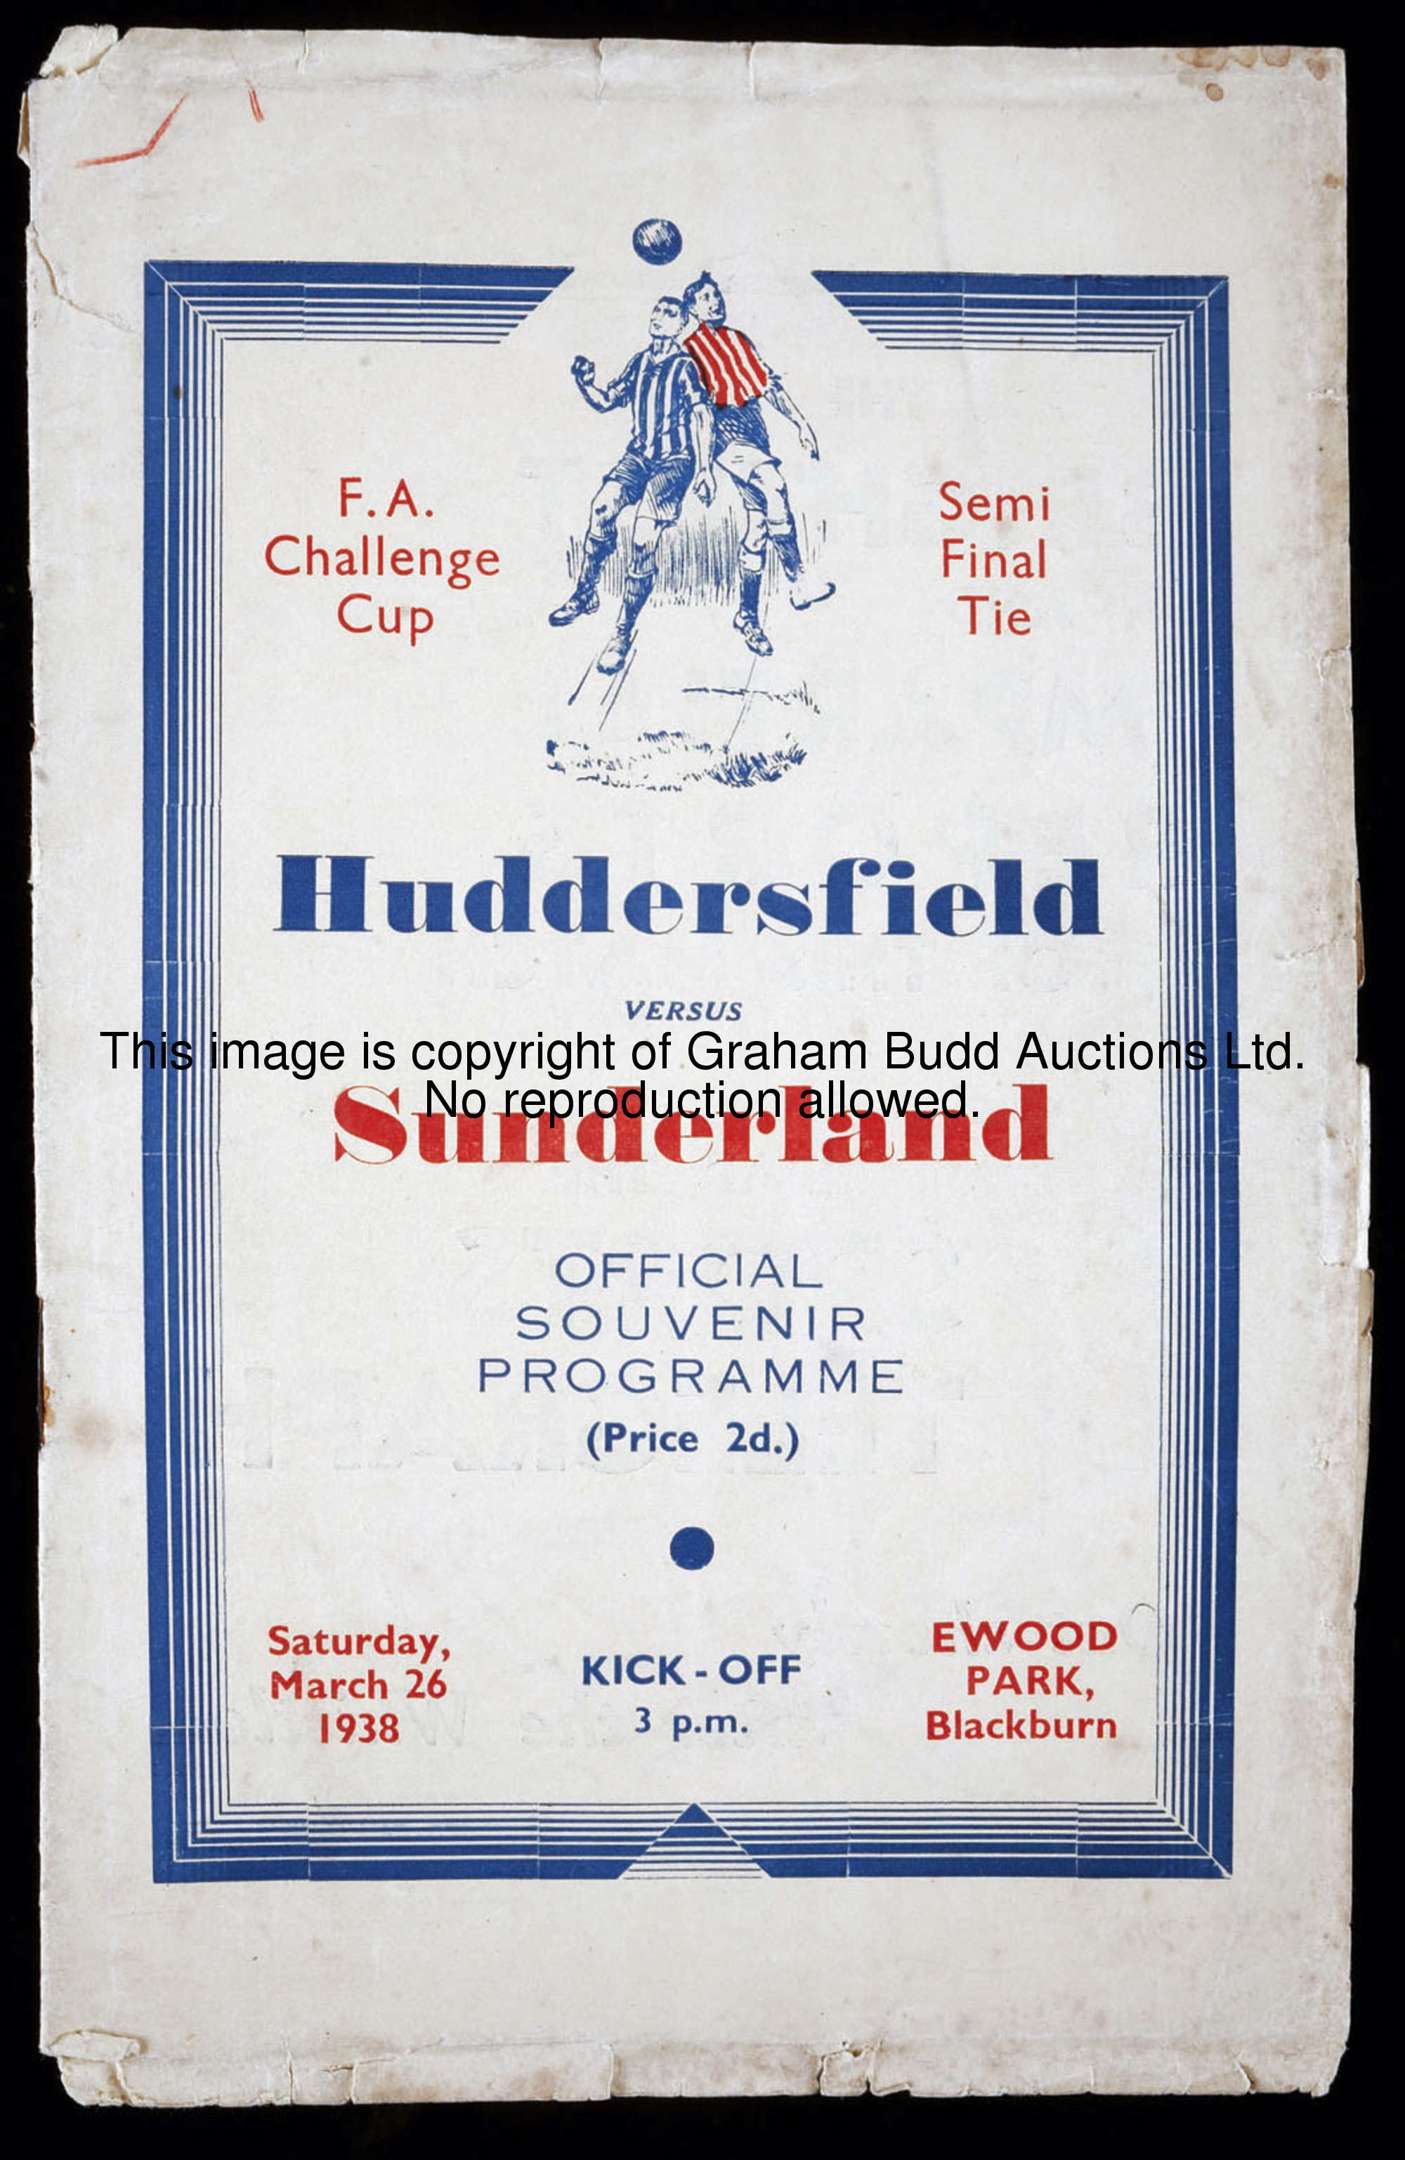 F. A.
Challenge
Cup
Semi
Final
Tie
Huddersfield
VERSUS
This image is copyright of Graham Budd Auctions Ltd.
No reproduction allowed.
Sunderland
OFFICIAL
SOUVENIR
PROGRAMME
(Price 2d.)
Saturday,
March 26
1938
KICK - OFF
3 p.m.
EWOOD
PARK,
Blackburn